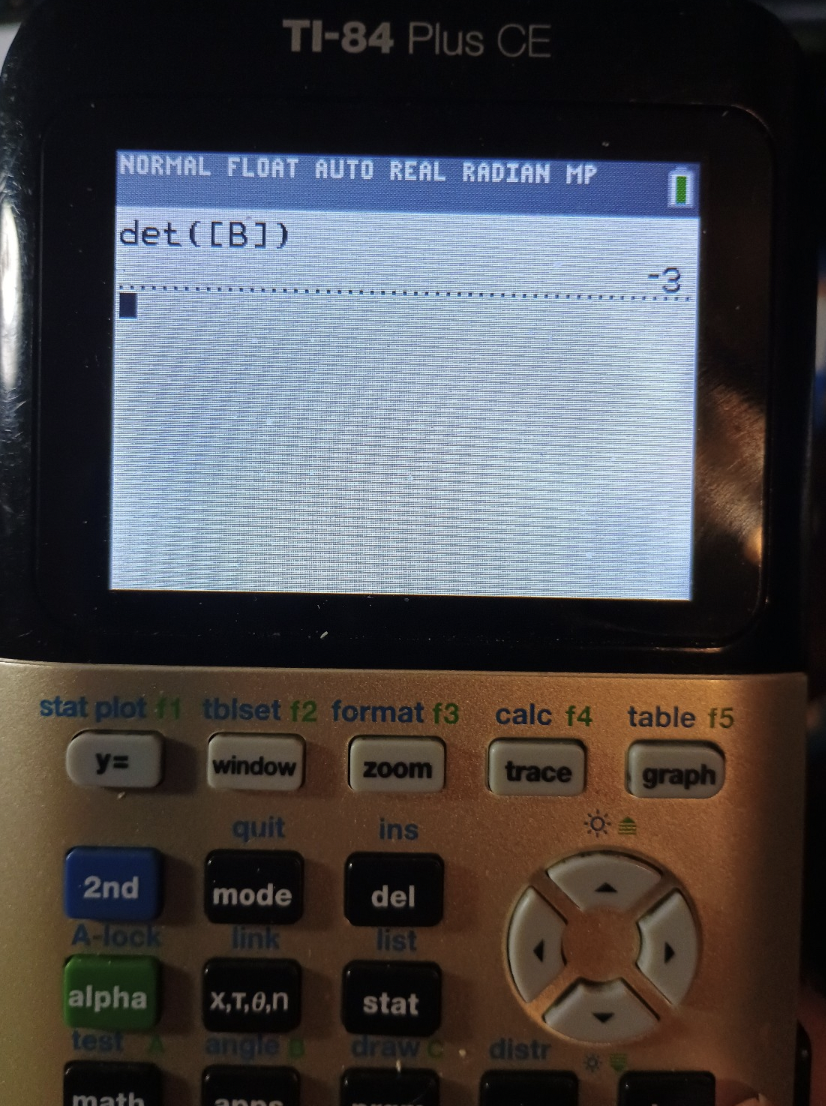 TI-84 Plus CE
NORMAL FLOAT AUTO REAL RADIAN MP
det([B])
-3
stat plot f1 tblset f2 format f3 calc f4 table f5
y= window zoom trace graph
quit ins
2nd mode del
A-lock link list
alpha X,T,θ,n stat
test A angle B draw C distr
math apps